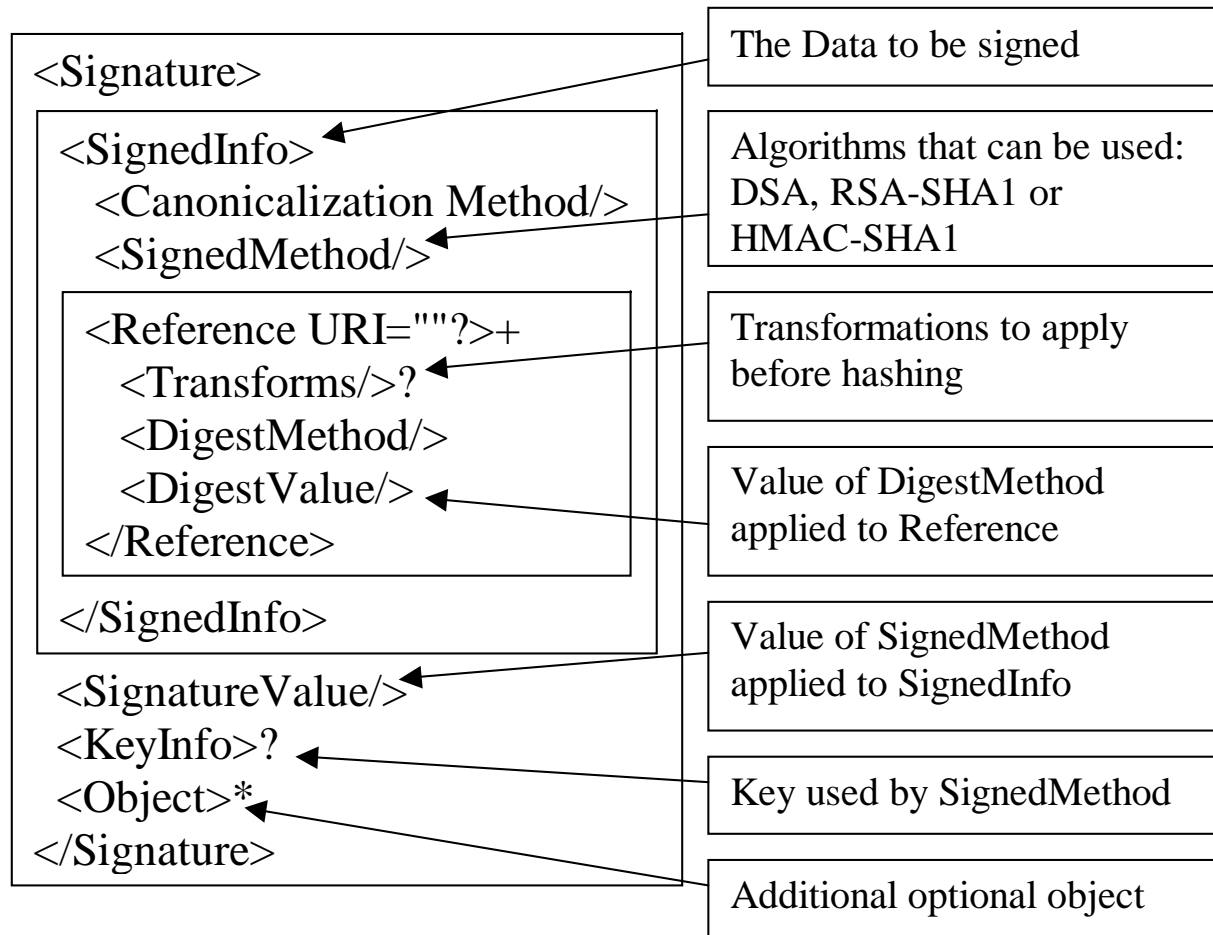 <Signature>
<SignedInfo>
<Canonicalization Method/>
<SignedMethod/>
<Reference URI=""?>+
<Transforms/>?
<DigestMethod/>
<DigestValue/>
</Reference>
</SignedInfo>
<SignatureValue/>
<KeyInfo>?
<Object>*
</Signature>
The Data to be signed
Algorithms that can be used:
DSA, RSA-SHA1 or
HMAC-SHA1
Transformations to apply
before hashing
Value of DigestMethod
applied to Reference
Value of SignedMethod
applied to SignedInfo
Key used by SignedMethod
Additional optional object